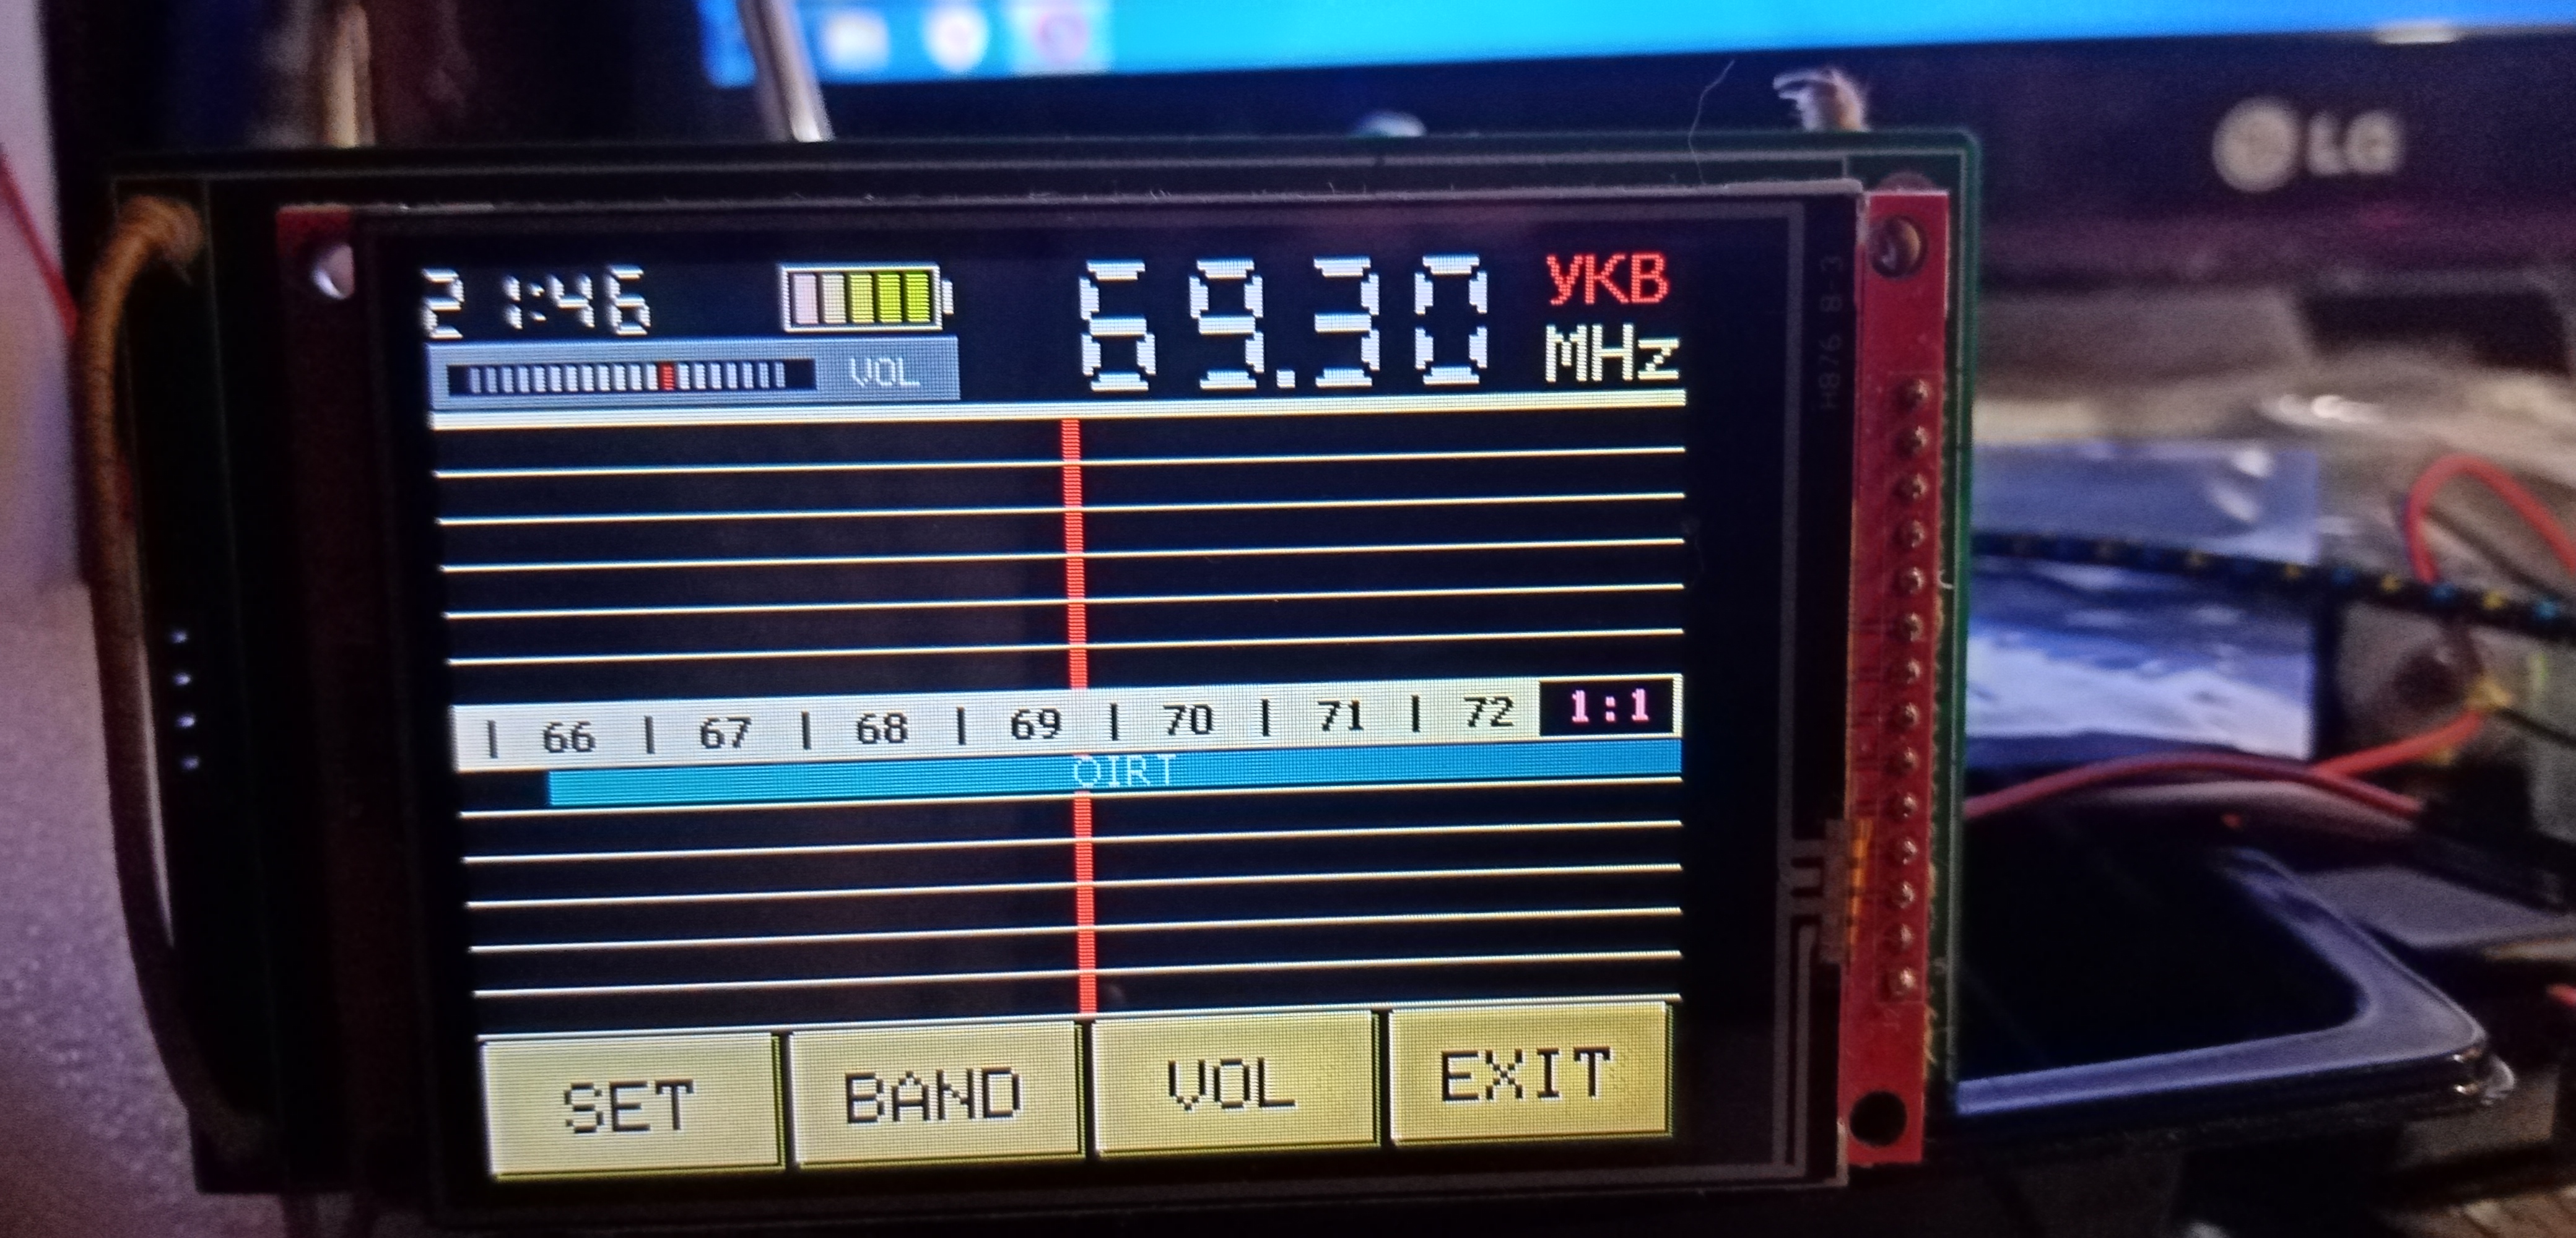 LG
21:46
69.30 УКВ
MHz
VOL
| 66 | 67 | 68 | 69 | 70 | 71 | 72 1:1
OIRT
SET BAND VOL EXIT